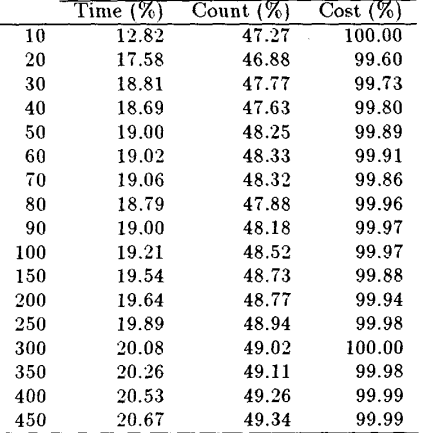 Time (%) Count (%) Cost (%)
10 12.82 47.27 100.00
20 17.58 46.88 99.60
30 18.81 47.77 99.73
40 18.69 47.63 99.80
50 19.00 48.25 99.89
60 19.02 48.33 99.91
70 19.06 48.32 99.86
80 18.79 47.88 99.96
90 19.00 48.18 99.97
100 19.21 48.52 99.97
150 19.54 48.73 99.88
200 19.64 48.77 99.94
250 19.89 48.94 99.98
300 20.08 49.02 100.00
350 20.26 49.11 99.98
400 20.53 49.26 99.99
450 20.67 49.34 99.99